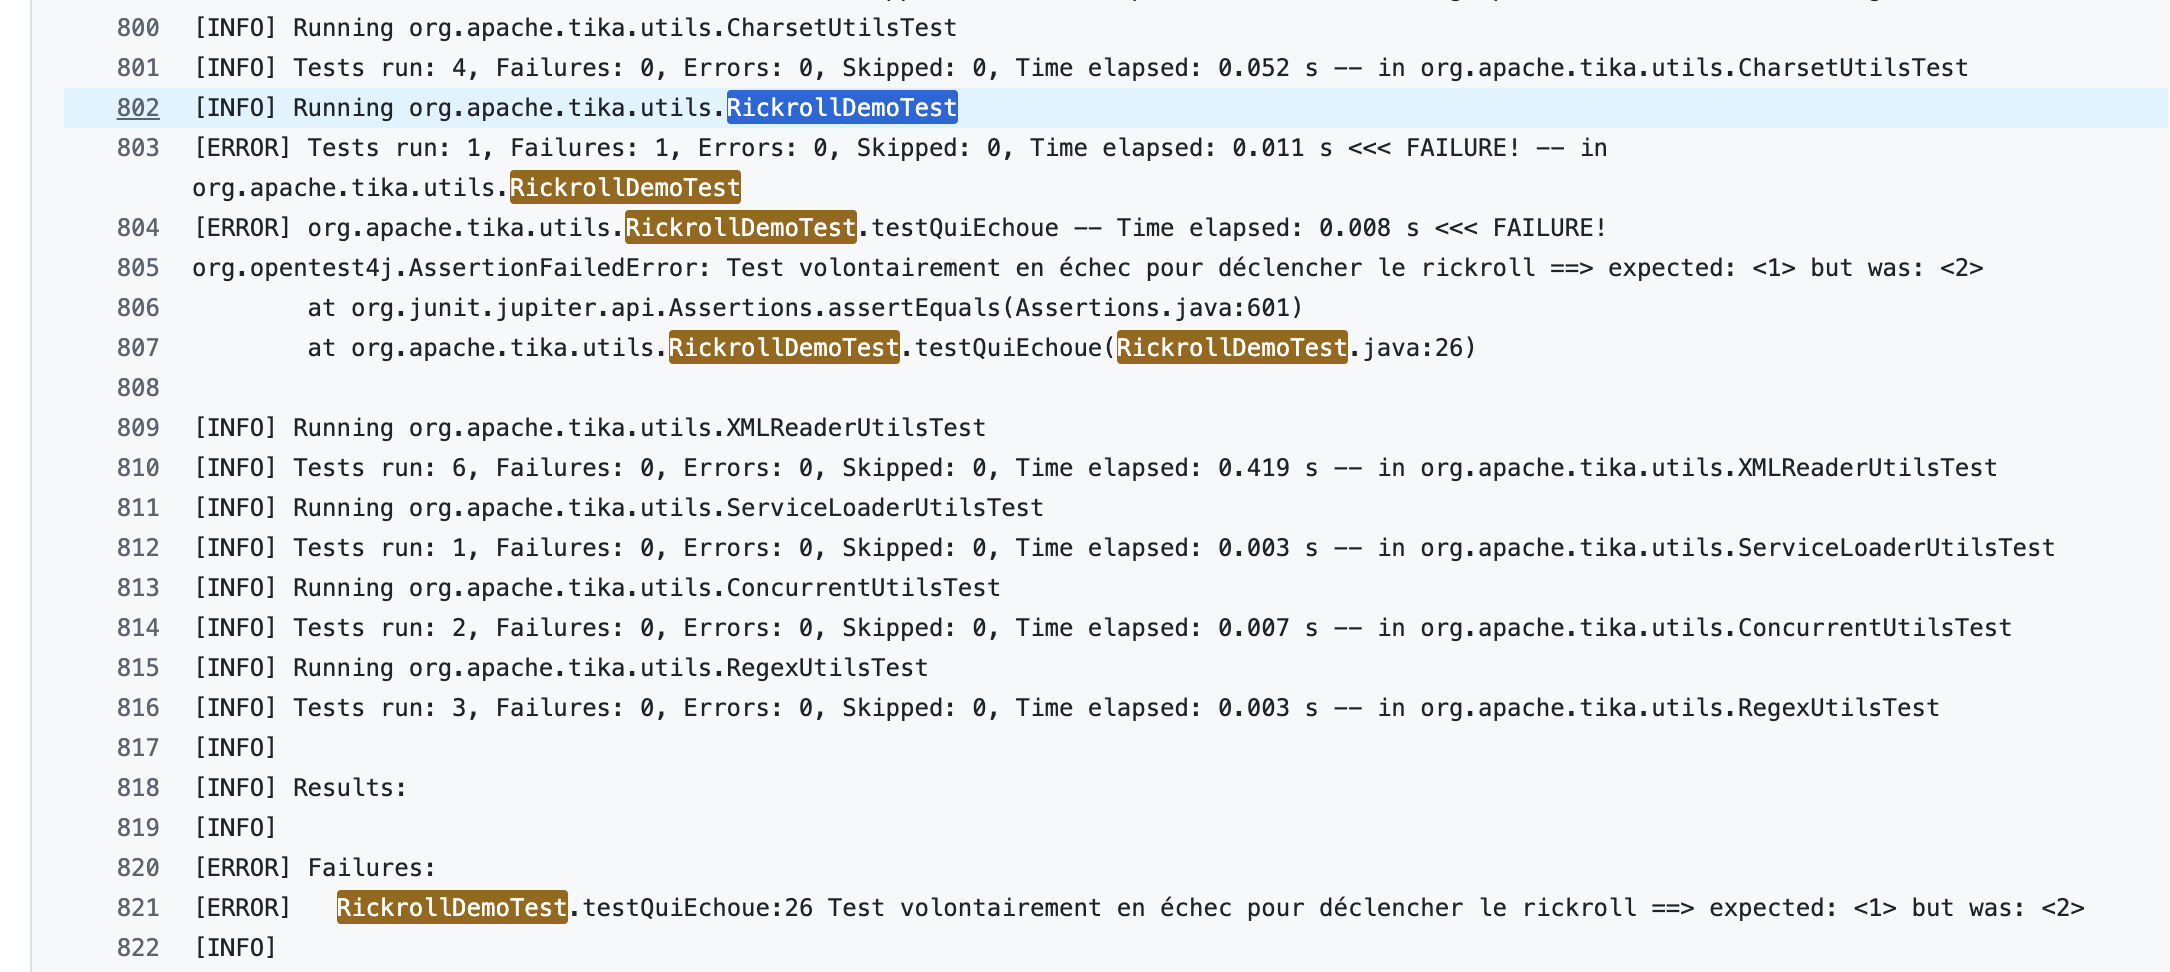 800 [INFO] Running org.apache.tika.utils.CharsetUtilsTest
801 [INFO] Tests run: 4, Failures: 0, Errors: 0, Skipped: 0, Time elapsed: 0.052 s -- in org.apache.tika.utils.CharsetUtilsTest
802 [INFO] Running org.apache.tika.utils.RickrollDemoTest
803 [ERROR] Tests run: 1, Failures: 1, Errors: 0, Skipped: 0, Time elapsed: 0.011 s <<< FAILURE! -- in
org.apache.tika.utils.RickrollDemoTest
804 [ERROR] org.apache.tika.utils.RickrollDemoTest.testQuiEchoue -- Time elapsed: 0.008 s <<< FAILURE!
805 org.opentest4j.AssertionFailedError: Test volontairement en échec pour déclencher le rickroll ==> expected: <1> but was: <2>
806 at org.junit.jupiter.api.Assertions.assertEquals(Assertions.java:601)
807 at org.apache.tika.utils.RickrollDemoTest.testQuiEchoue(RickrollDemoTest.java:26)
808
809 [INFO] Running org.apache.tika.utils.XMLReaderUtilsTest
810 [INFO] Tests run: 6, Failures: 0, Errors: 0, Skipped: 0, Time elapsed: 0.419 s -- in org.apache.tika.utils.XMLReaderUtilsTest
811 [INFO] Running org.apache.tika.utils.ServiceLoaderUtilsTest
812 [INFO] Tests run: 1, Failures: 0, Errors: 0, Skipped: 0, Time elapsed: 0.003 s -- in org.apache.tika.utils.ServiceLoaderUtilsTest
813 [INFO] Running org.apache.tika.utils.ConcurrentUtilsTest
814 [INFO] Tests run: 2, Failures: 0, Errors: 0, Skipped: 0, Time elapsed: 0.007 s -- in org.apache.tika.utils.ConcurrentUtilsTest
815 [INFO] Running org.apache.tika.utils.RegexUtilsTest
816 [INFO] Tests run: 3, Failures: 0, Errors: 0, Skipped: 0, Time elapsed: 0.003 s -- in org.apache.tika.utils.RegexUtilsTest
817 [INFO]
818 [INFO] Results:
819 [INFO]
820 [ERROR] Failures:
821 [ERROR] RickrollDemoTest.testQuiEchoue:26 Test volontairement en échec pour déclencher le rickroll ==> expected: <1> but was: <2>
822 [INFO]